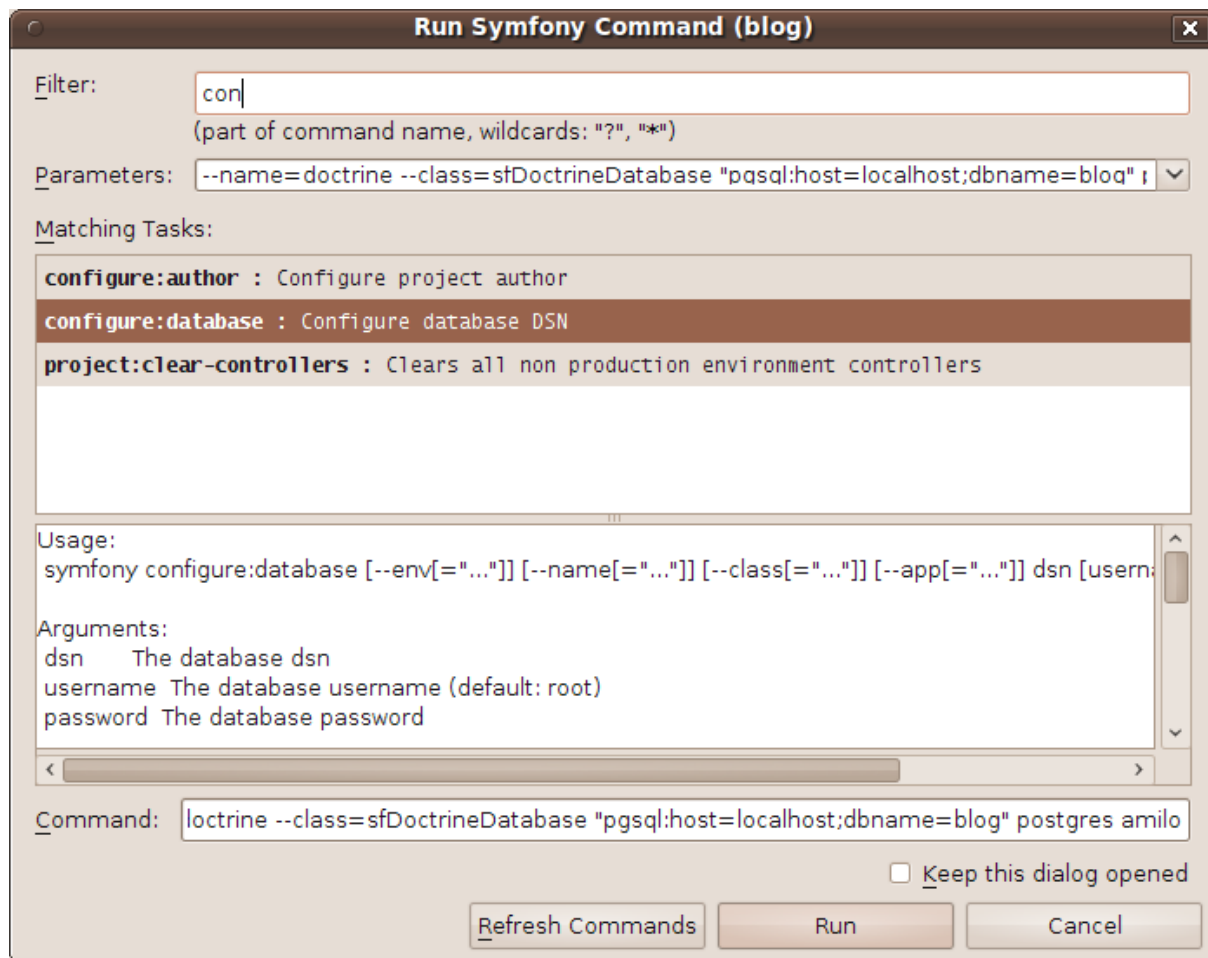 Run Symfony Command (blog)
Filter: con
(part of command name, wildcards: "?", "*")
Parameters: --name=doctrine --class=sfDoctrineDatabase "pgsql:host=localhost;dbname=blog"
Matching Tasks:
configure:author : Configure project author
configure:database : Configure database DSN
project:clear-controllers : Clears all non production environment controllers
Usage:
symfony configure:database [--env[="..."]] [--name[="..."]] [--class[="..."]] [--app[="..."]] dsn
Arguments:
dsn The database dsn
username The database username (default: root)
password The database password
Command: loctrine --class=sfDoctrineDatabase "pgsql:host=localhost;dbname=blog" postgres amilo
Keep this dialog opened
Refresh Commands Run Cancel